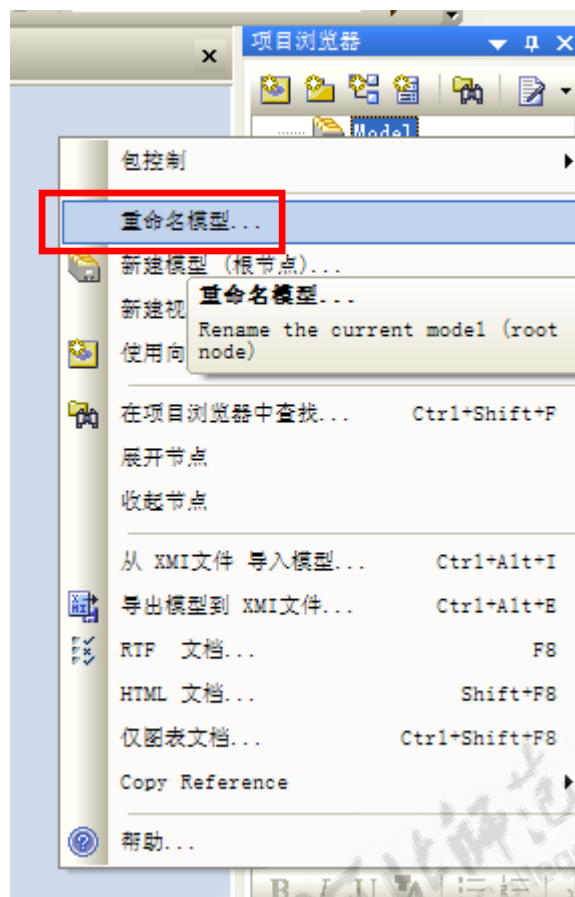 项目浏览器
Model
包控制
重命名模型...
新建模型 (根节点)...
新建视
重命名模型...
Rename the current model (root
node)
使用向
在项目浏览器中查找... Ctrl+Shift+F
展开节点
收起节点
从 XMI文件 导入模型... Ctrl+Alt+I
导出模型到 XMI文件... Ctrl+Alt+E
RTF 文档... F8
HTML 文档... Shift+F8
仅图表文档... Ctrl+Shift+F8
Copy Reference
帮助...
B I U